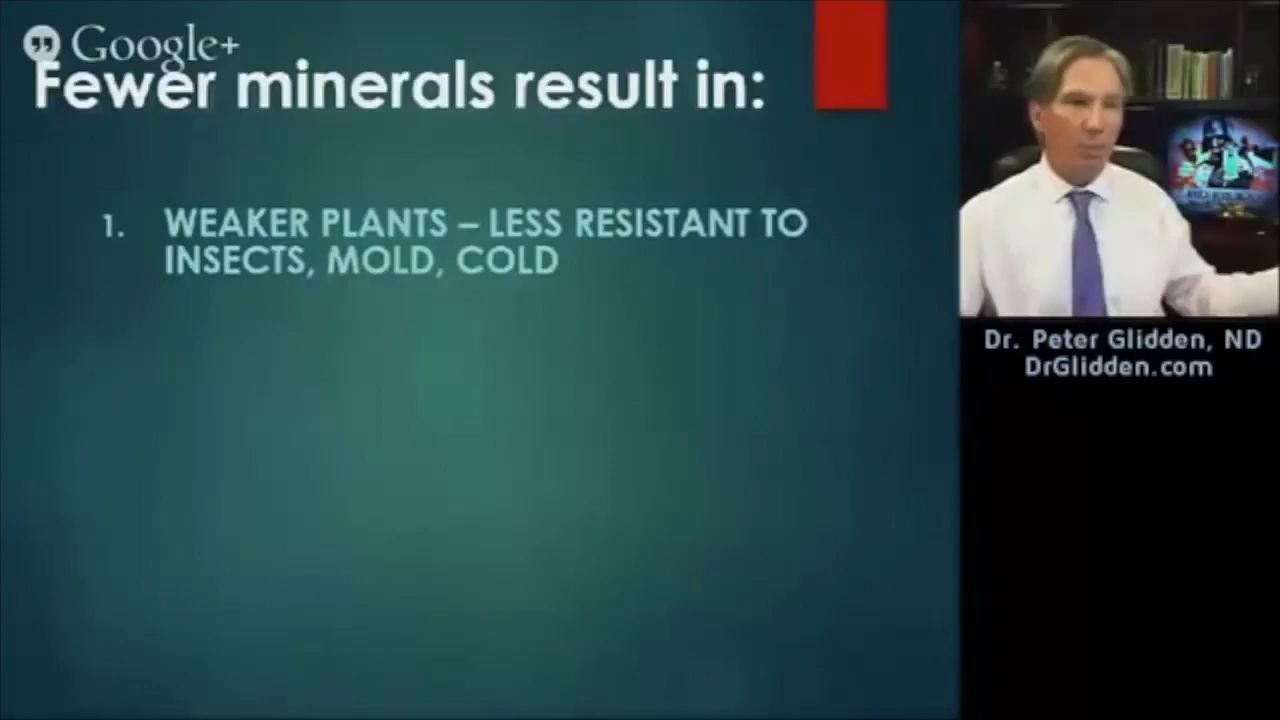 Google+
Fewer minerals result in:
1. WEAKER PLANTS – LESS RESISTANT TO
INSECTS, MOLD, COLD
Dr. Peter Glidden, ND
DrGlidden.com